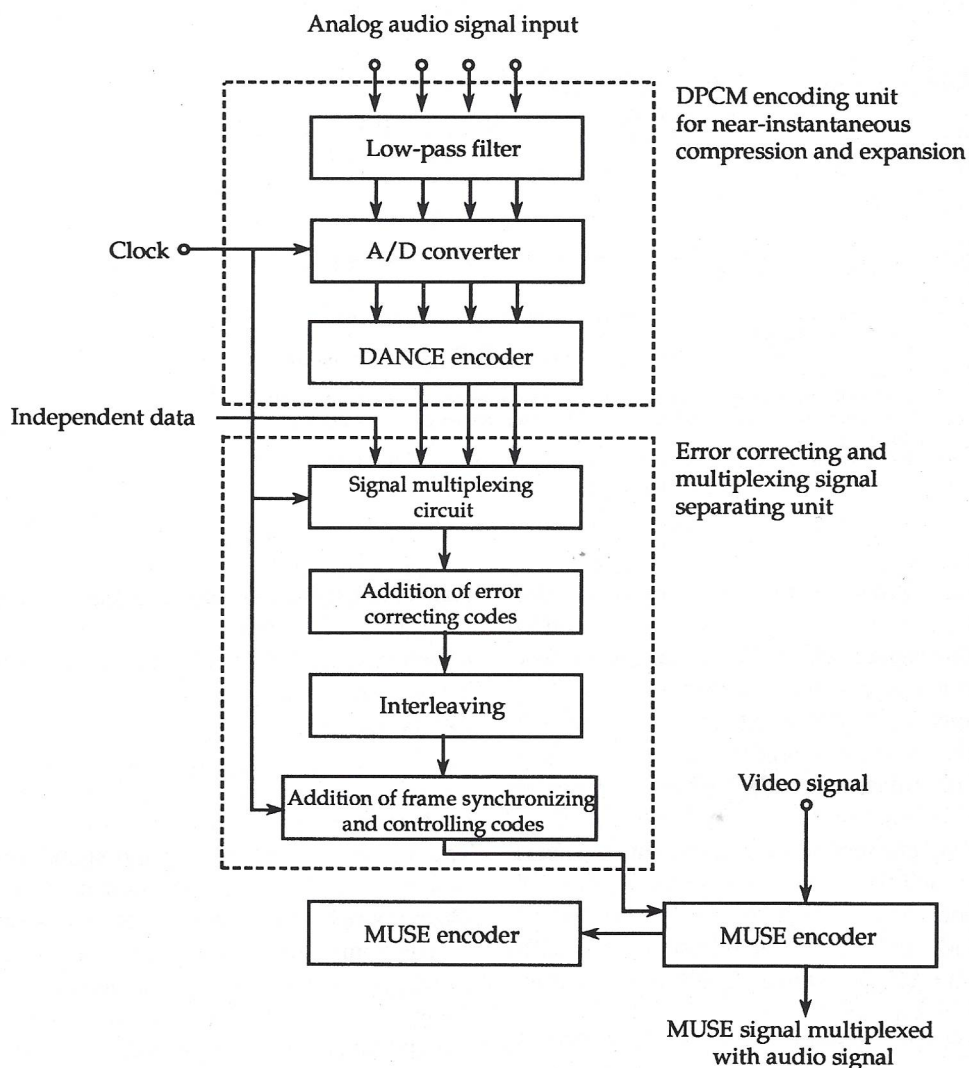 Analog audio signal input
DPCM encoding unit
for near-instantaneous
compression and expansion
Low-pass filter
Clock
A/D converter
DANCE encoder
Independent data
Error correcting and
multiplexing signal
separating unit
Signal multiplexing
circuit
Addition of error
correcting codes
Interleaving
Video signal
Addition of frame synchronizing
and controlling codes
MUSE encoder
MUSE encoder
MUSE signal multiplexed
with audio signal